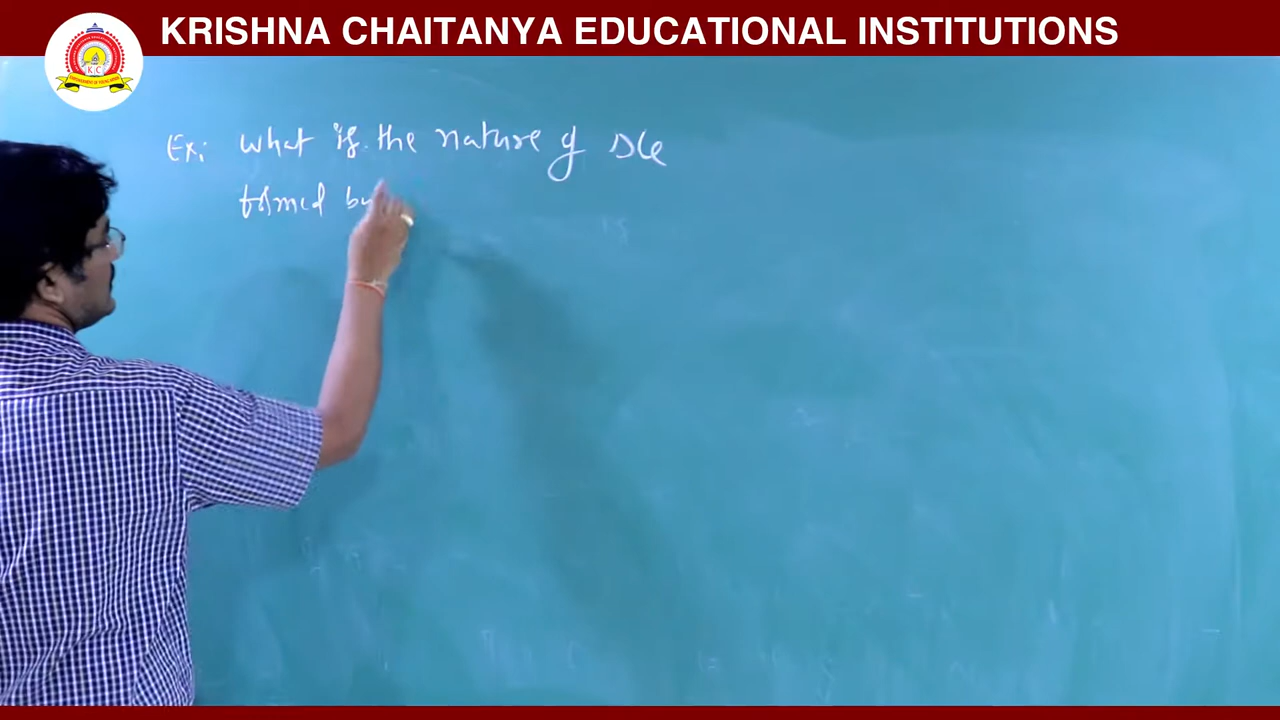 KRISHNA CHAITANYA EDUCATIONAL INSTITUTIONS
K C
Ex: What is the nature of Δle
formed by